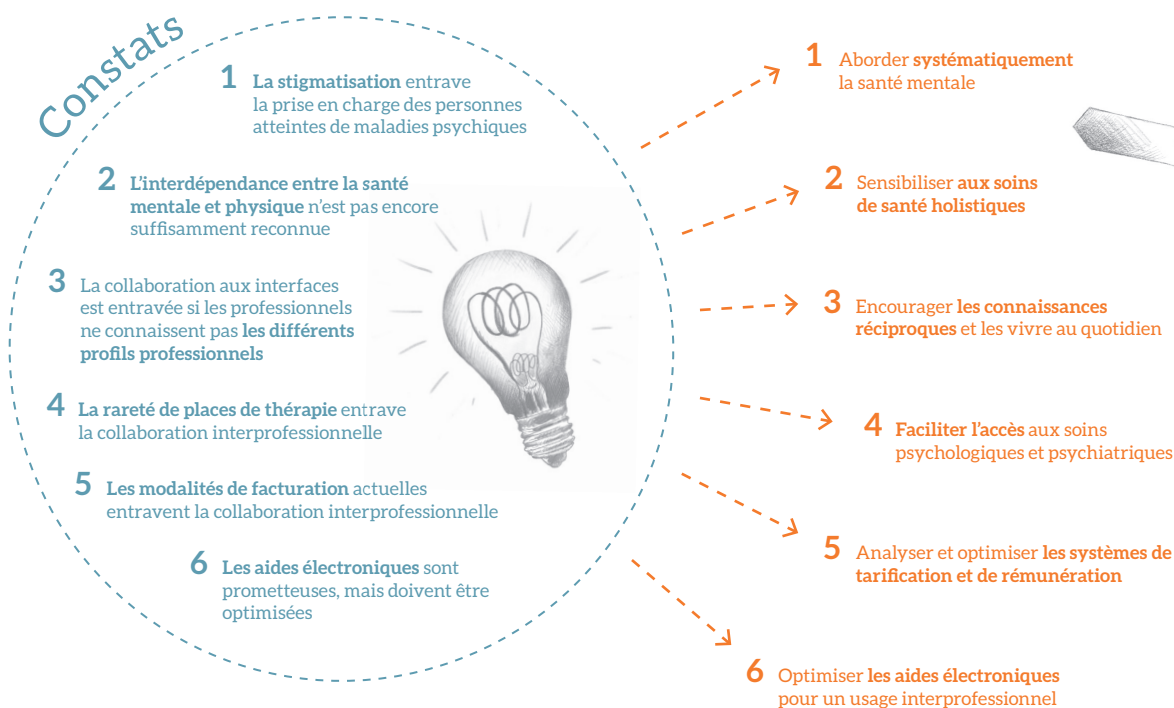 Constats
1 La stigmatisation entrave
la prise en charge des personnes
atteintes de maladies psychiques
2 L’interdépendance entre la santé
mentale et physique n’est pas encore
suffisamment reconnue
3 La collaboration aux interfaces
est entravée si les professionnels
ne connaissent pas les différents
profils professionnels
4 La rareté de places de thérapie entrave
la collaboration interprofessionnelle
5 Les modalités de facturation actuelles
entravent la collaboration interprofessionnelle
6 Les aides électroniques sont
prometteuses, mais doivent être
optimisées
1 Aborder systématiquement
la santé mentale
2 Sensibiliser aux soins
de santé holistiques
3 Encourager les connaissances
réciproques et les vivre au quotidien
4 Faciliter l’accès aux soins
psychologiques et psychiatriques
5 Analyser et optimiser les systèmes de
tarification et de rémunération
6 Optimiser les aides électroniques
pour un usage interprofessionnel